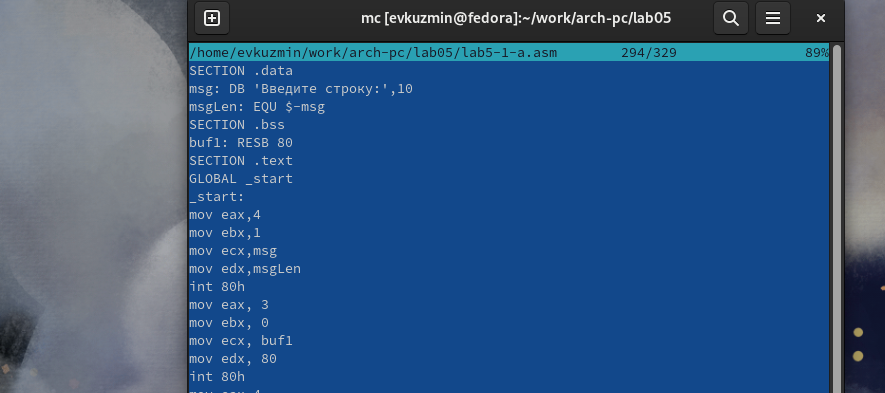 mc [evkuzmin@fedora]:~/work/arch-pc/lab05
/home/evkuzmin/work/arch-pc/lab05/lab5-1-a.asm 294/329 89%
SECTION .data
msg: DB 'Введите строку:',10
msgLen: EQU $-msg
SECTION .bss
buf1: RESB 80
SECTION .text
GLOBAL _start
_start:
mov eax,4
mov ebx,1
mov ecx,msg
mov edx,msgLen
int 80h
mov eax, 3
mov ebx, 0
mov ecx, buf1
mov edx, 80
int 80h